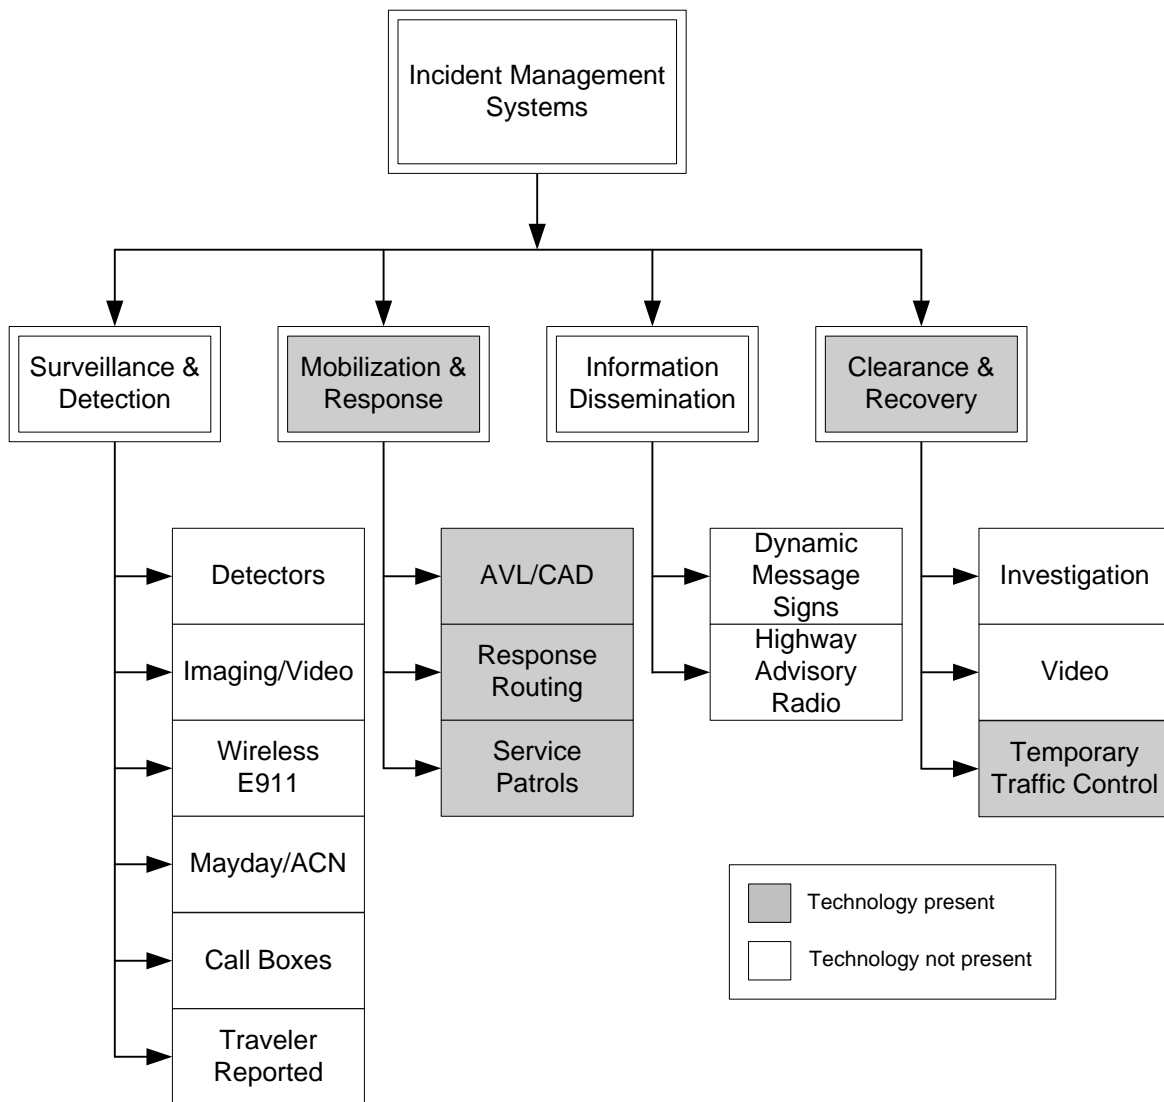 Incident Management
Systems
Surveillance &
Detection
Mobilization &
Response
Information
Dissemination
Clearance &
Recovery
Detectors
Imaging/Video
Wireless
E911
Mayday/ACN
Call Boxes
Traveler
Reported
AVL/CAD
Response
Routing
Service
Patrols
Dynamic
Message
Signs
Highway
Advisory
Radio
Investigation
Video
Temporary
Traffic Control
Technology present
Technology not present